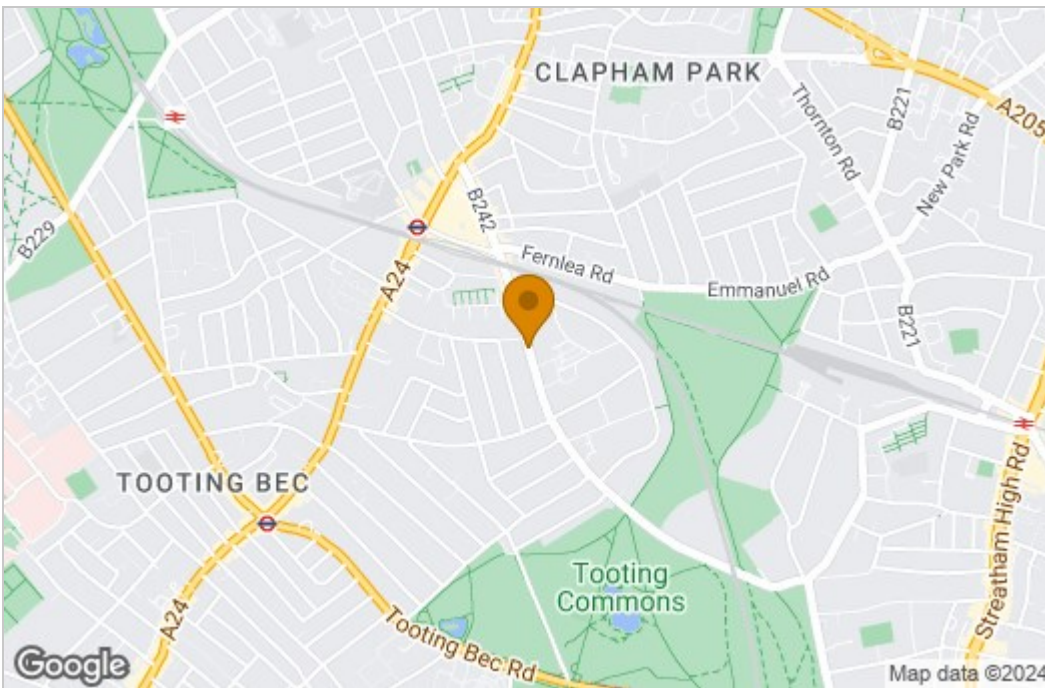 CLAPHAM PARK
A205
B221
Thornton Rd
New Park Rd
B242
B229
A24
Fernlea Rd
Emmanuel Rd
B221
TOOTING BEC
Streatham High Rd
Tooting
Commons
A24
Tooting Bec Rd
Google
Map data ©2024